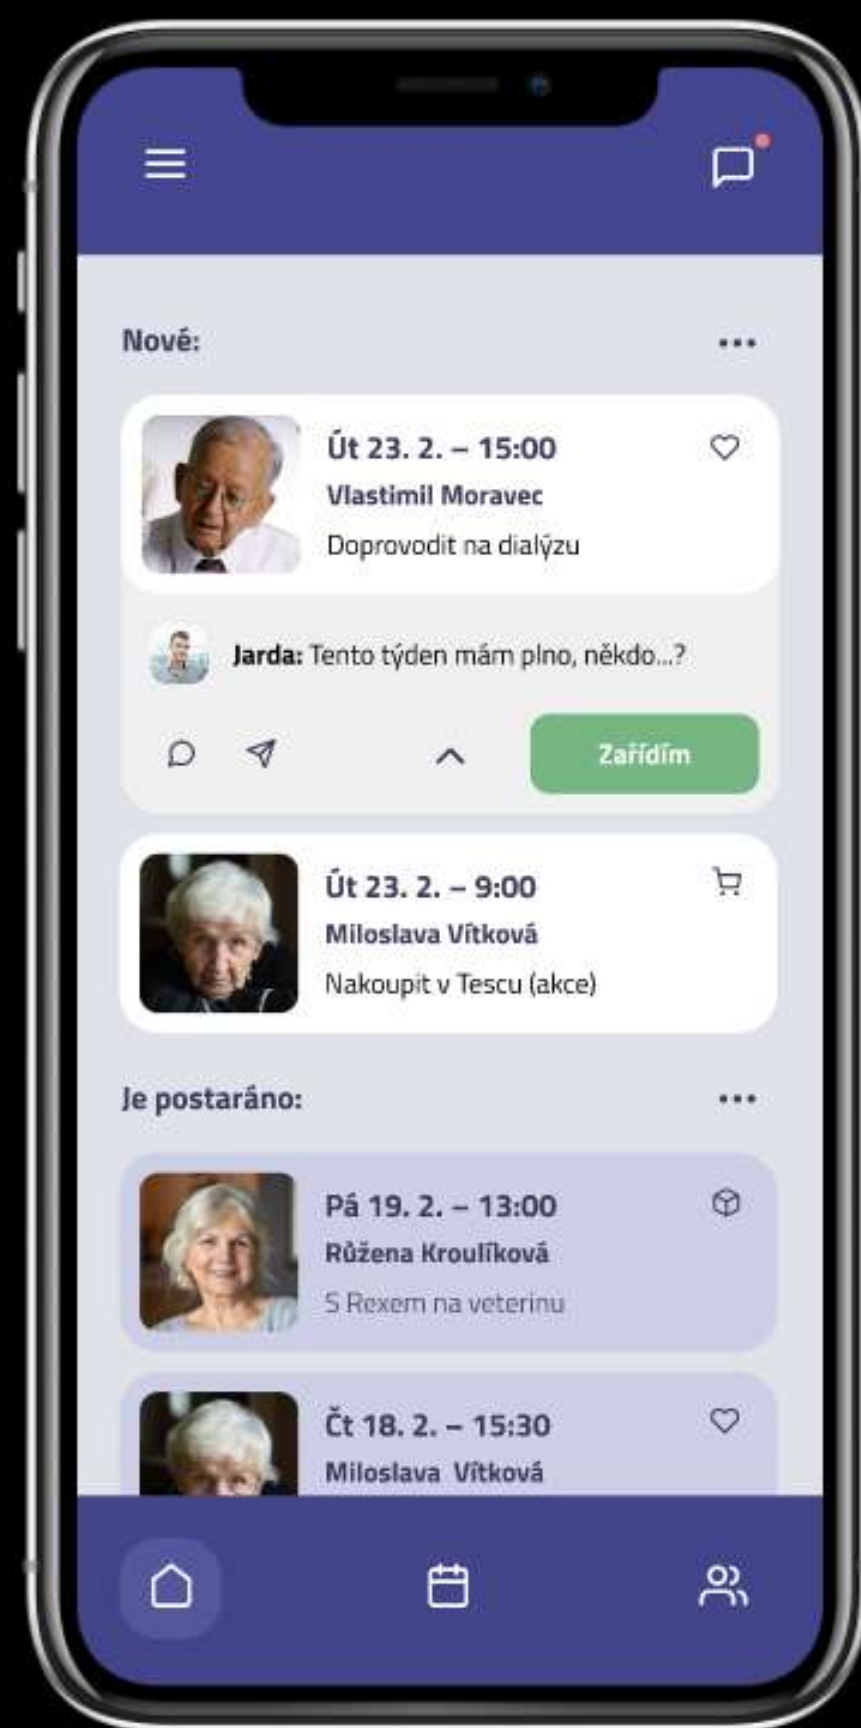 Nové:
Út 23. 2. – 15:00
Vlastimil Moravec
Doprovodit na dialýzu
Jarda: Tento týden mám plno, někdo...?
Zařídím
Út 23. 2. – 9:00
Miloslava Vítková
Nakoupit v Tescu (akce)
Je postaráno:
Pá 19. 2. – 13:00
Růžena Kroulíková
S Rexem na veterinu
Čt 18. 2. – 15:30
Miloslava Vítková